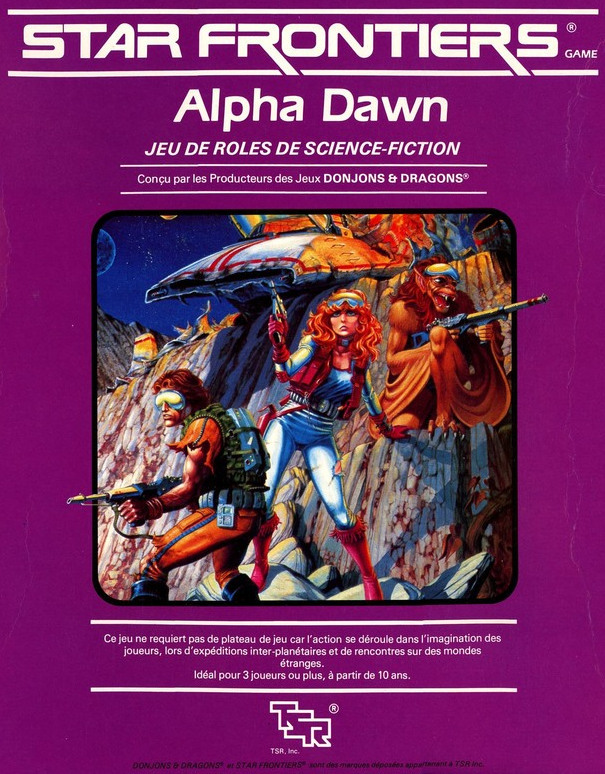 STAR FRONTIERS®
GAME
Alpha Dawn
JEU DE ROLES DE SCIENCE-FICTION
Conçu par les Producteurs des Jeux DONJONS & DRAGONS®
Ce jeu ne requiert pas de plateau de jeu car l'action se déroule dans l'imagination des
joueurs, lors d'expéditions inter-planétaires et de rencontres sur des mondes
étranges.
Idéal pour 3 joueurs ou plus, à partir de 10 ans.
TSR®
TSR, Inc.
DONJONS & DRAGONS® et STAR FRONTIERS® sont des marques déposées appartenant à TSR Inc.